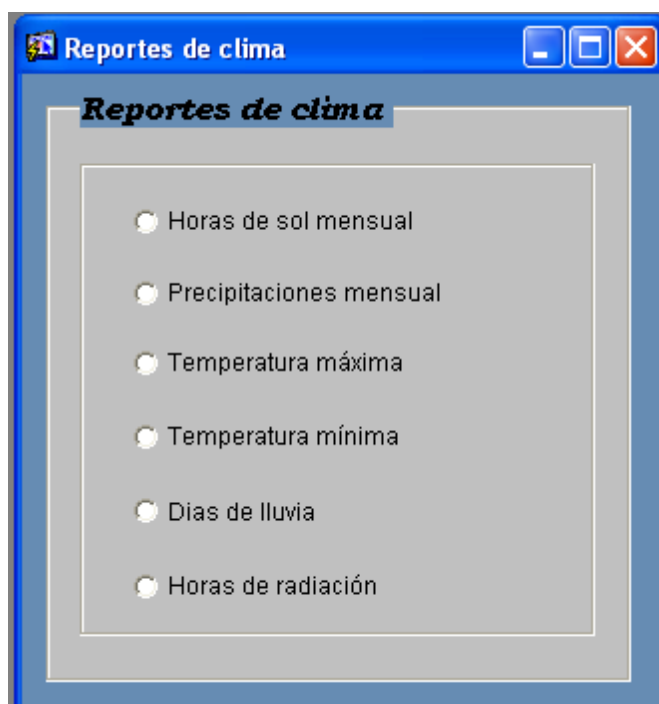 Reportes de clima
Reportes de clima
Horas de sol mensual
Precipitaciones mensual
Temperatura máxima
Temperatura mínima
Dias de lluvia
Horas de radiación